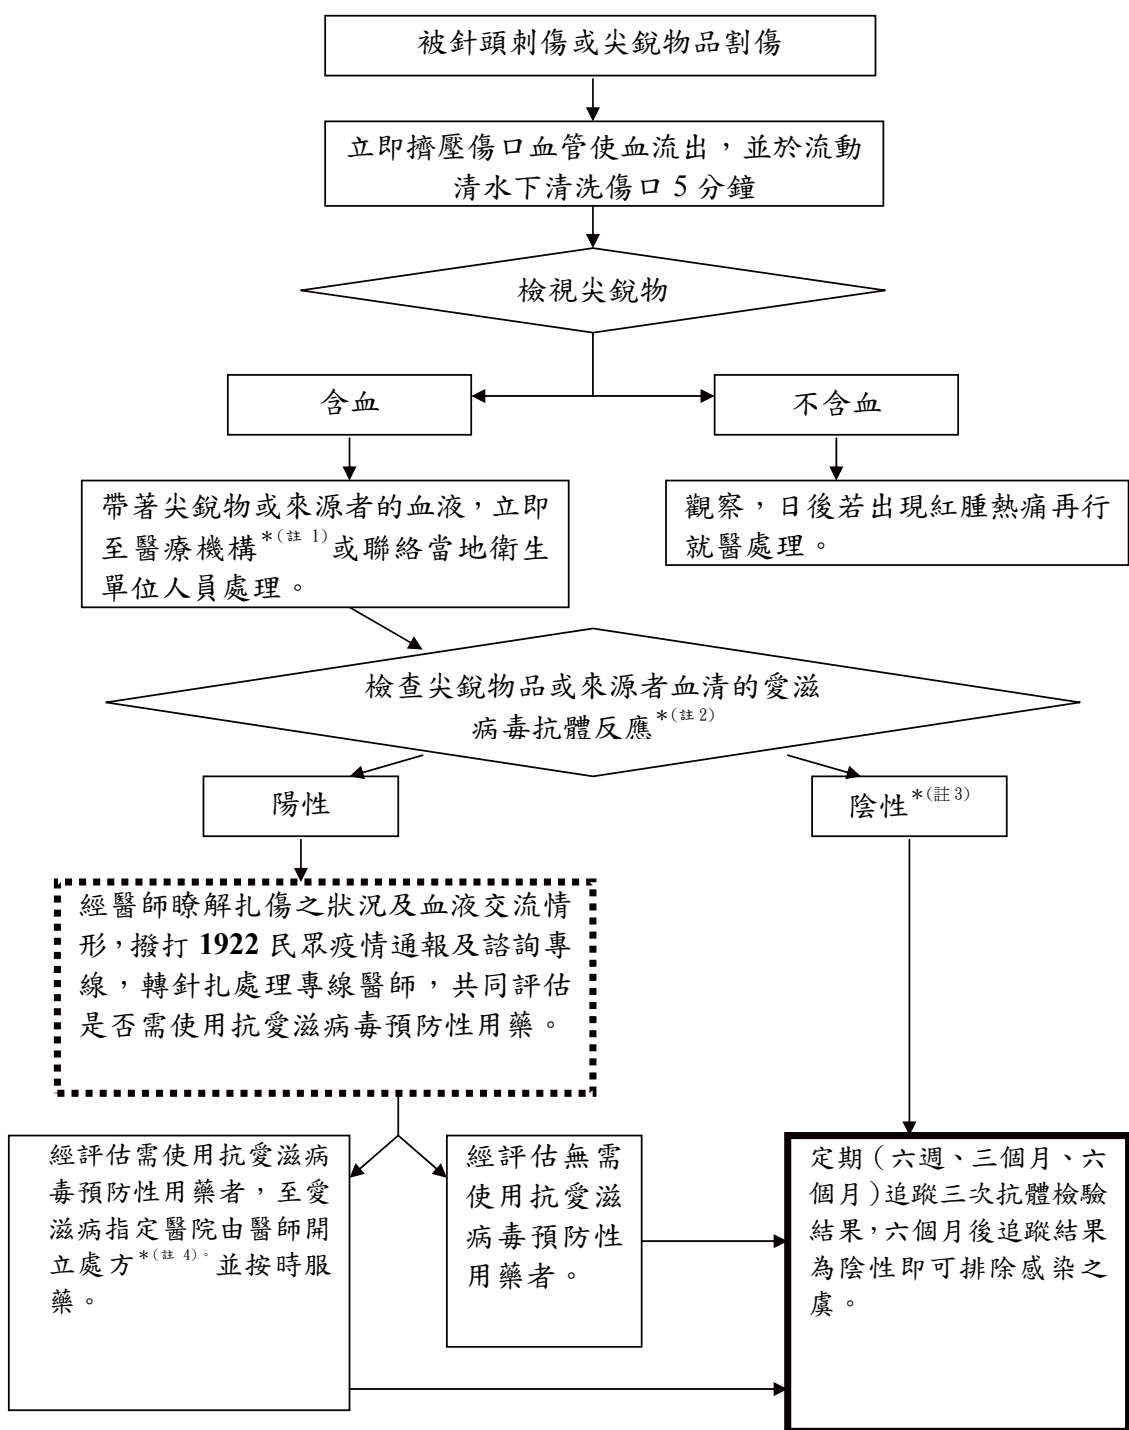 被針頭刺傷或尖銳物品割傷
立即擠壓傷口血管使血流出，並於流動
清水下清洗傷口 5 分鐘
檢視尖銳物
含血
不含血
帶著尖銳物或來源者的血液，立即
至醫療機構*(註 1)或聯絡當地衛生
單位人員處理。
觀察，日後若出現紅腫熱痛再行
就醫處理。
檢查尖銳物品或來源者血清的愛滋
病毒抗體反應*(註 2)
陽性
陰性*(註 3)
經醫師瞭解扎傷之狀況及血液交流情
形，撥打 1922 民眾疫情通報及諮詢專
線，轉針扎處理專線醫師，共同評估
是否需使用抗愛滋病毒預防性用藥。
經評估需使用抗愛滋病
毒預防性用藥者，至愛
滋病指定醫院由醫師開
立處方*(註 4)。並按時服
藥。
經評估無需
使用抗愛滋
病毒預防性
用藥者。
定期（六週、三個月、六
個月）追蹤三次抗體檢驗
結果，六個月後追蹤結果
為陰性即可排除感染之
虞。